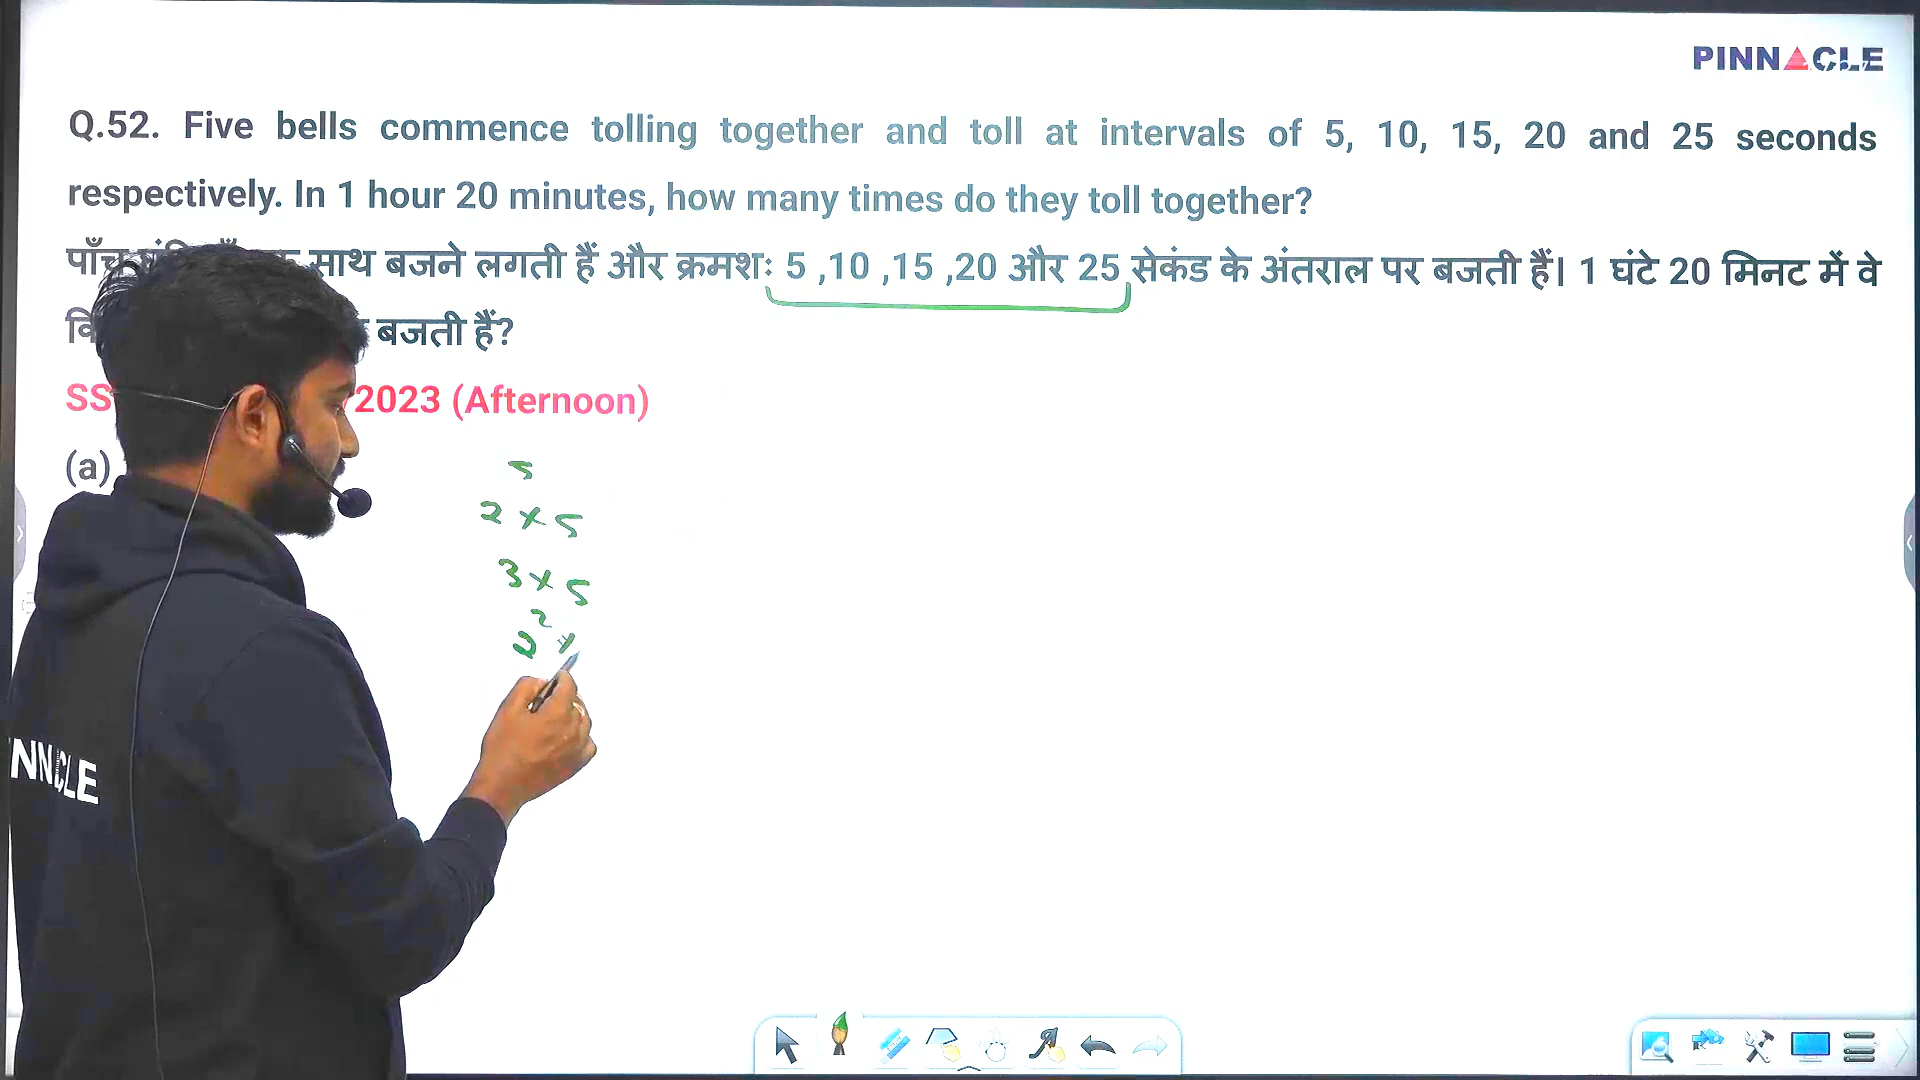 PINNACLE
Q.52. Five bells commence tolling together and toll at intervals of 5, 10, 15, 20 and 25 seconds
respectively. In 1 hour 20 minutes, how many times do they toll together?
साथ बजने लगती हैं और क्रमशः 5 ,10 ,15 ,20 और 25 सेकंड के अंतराल पर बजती हैं। 1 घंटे 20 मिनट में वे
बजती हैं?
2023 (Afternoon)
(a)
5
2 × 5
3 × 5
2² ×